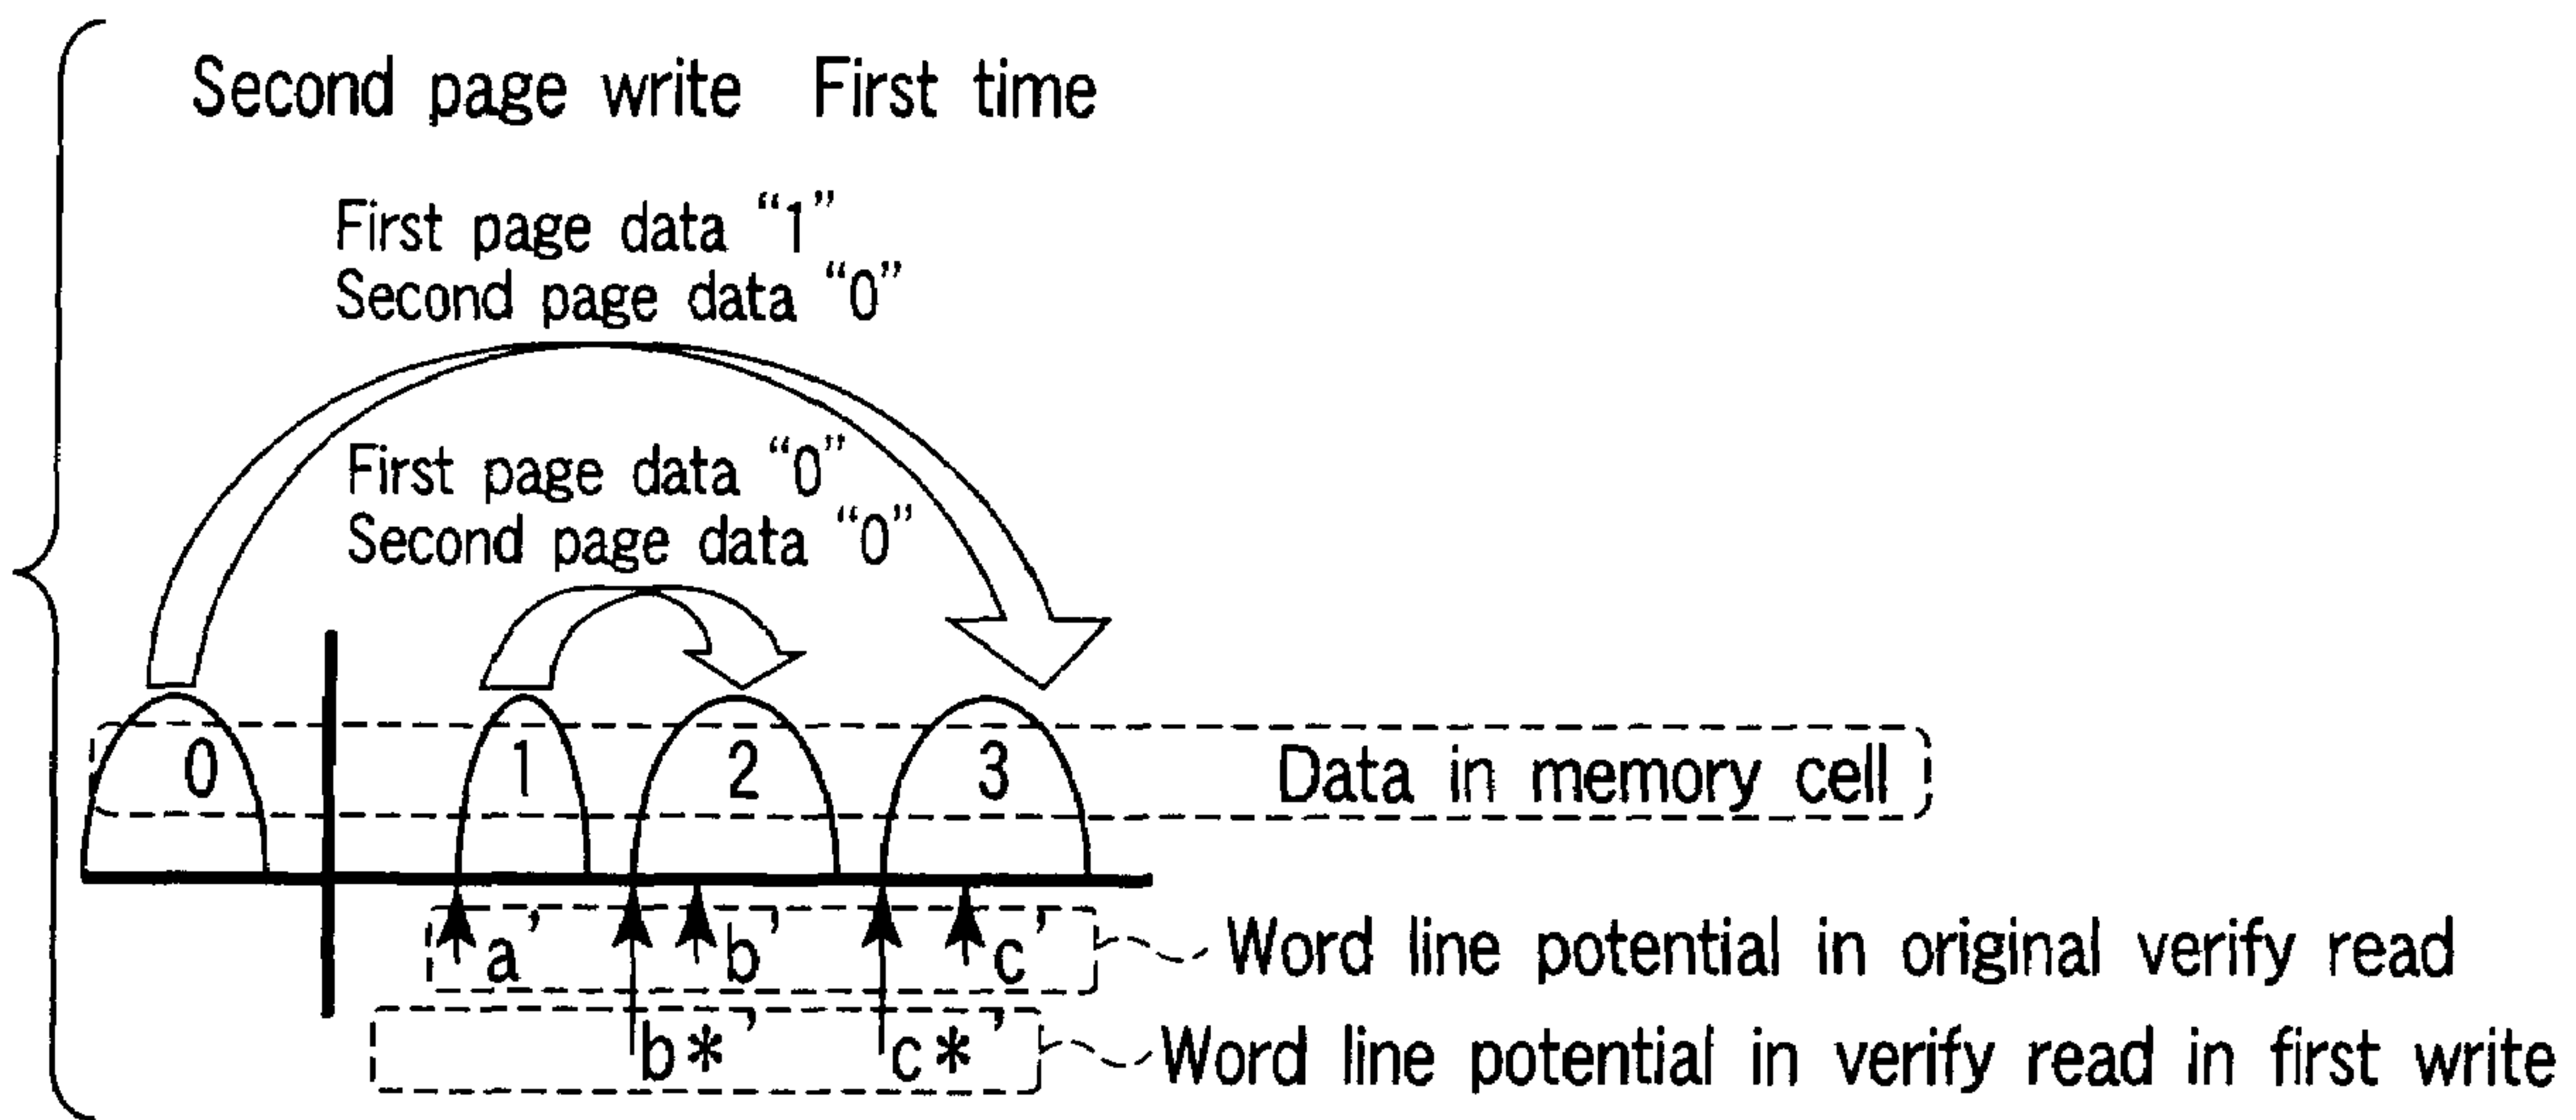 Second page write First time
First page data “1”
Second page data “0”
First page data “0”
Second page data “0”
0 1 2 3 Data in memory cell
a’ b’ c’ Word line potential in original verify read
b*’ c*’ Word line potential in verify read in first write